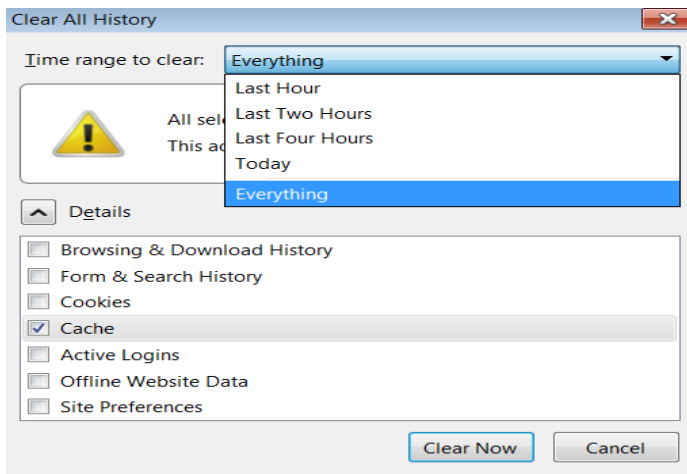 Clear All History
Time range to clear: Everything
Last Hour
All sel Last Two Hours
This ac Last Four Hours
Today
Everything
Details
Browsing & Download History
Form & Search History
Cookies
Cache
Active Logins
Offline Website Data
Site Preferences
Clear Now Cancel